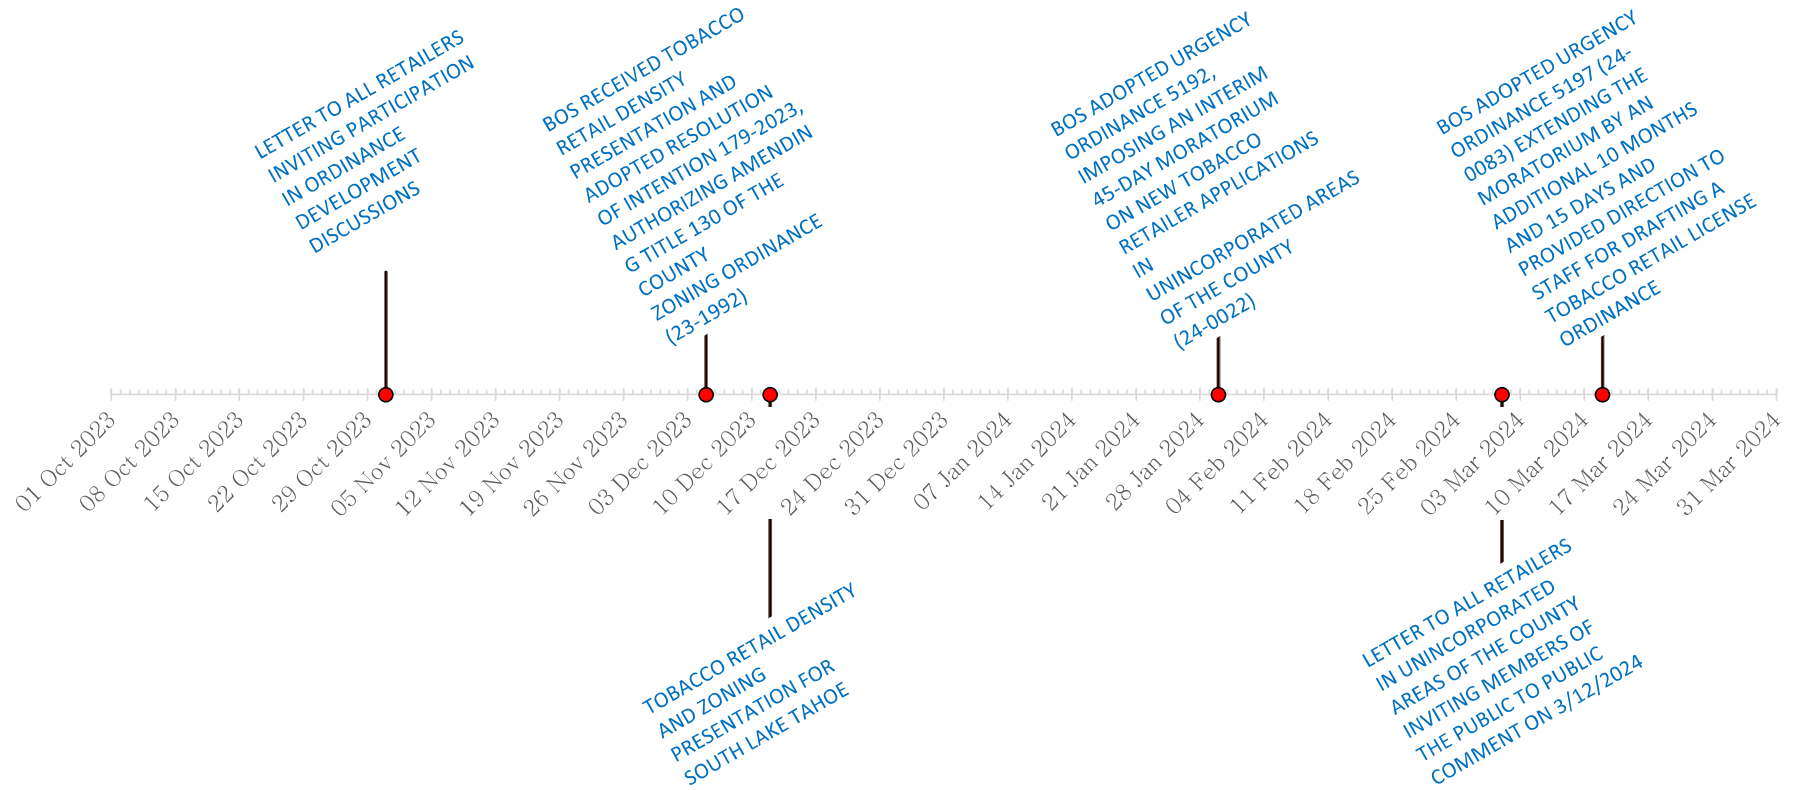 LETTER TO ALL RETAILERS
INVITING PARTICIPATION
IN ORDINANCE
DEVELOPMENT
DISCUSSIONS
BOS RECEIVED TOBACCO
RETAIL DENSITY
PRESENTATION AND
ADOPTED RESOLUTION
OF INTENTION 179-2023,
AUTHORIZING AMENDIN
G TITLE 130 OF THE
COUNTY
ZONING ORDINANCE
(23-1992)
BOS ADOPTED URGENCY
ORDINANCE 5192,
IMPOSING AN INTERIM
45-DAY MORATORIUM
ON NEW TOBACCO
RETAILER APPLICATIONS
IN
UNINCORPORATED AREAS
OF THE COUNTY
(24-0022)
BOS ADOPTED URGENCY
ORDINANCE 5197 (24-
0083) EXTENDING THE
MORATORIUM BY AN
ADDITIONAL 10 MONTHS
AND 15 DAYS AND
PROVIDED DIRECTION TO
STAFF FOR DRAFTING A
TOBACCO RETAIL LICENSE
ORDINANCE
01 Oct 2023
08 Oct 2023
15 Oct 2023
22 Oct 2023
29 Oct 2023
05 Nov 2023
12 Nov 2023
19 Nov 2023
26 Nov 2023
03 Dec 2023
10 Dec 2023
17 Dec 2023
24 Dec 2023
31 Dec 2023
07 Jan 2024
14 Jan 2024
21 Jan 2024
28 Jan 2024
04 Feb 2024
11 Feb 2024
18 Feb 2024
25 Feb 2024
03 Mar 2024
10 Mar 2024
17 Mar 2024
24 Mar 2024
31 Mar 2024
TOBACCO RETAIL DENSITY
AND ZONING
PRESENTATION FOR
SOUTH LAKE TAHOE
LETTER TO ALL RETAILERS
IN UNINCORPORATED
AREAS OF THE COUNTY
INVITING MEMBERS OF
THE PUBLIC TO PUBLIC
COMMENT ON 3/12/2024